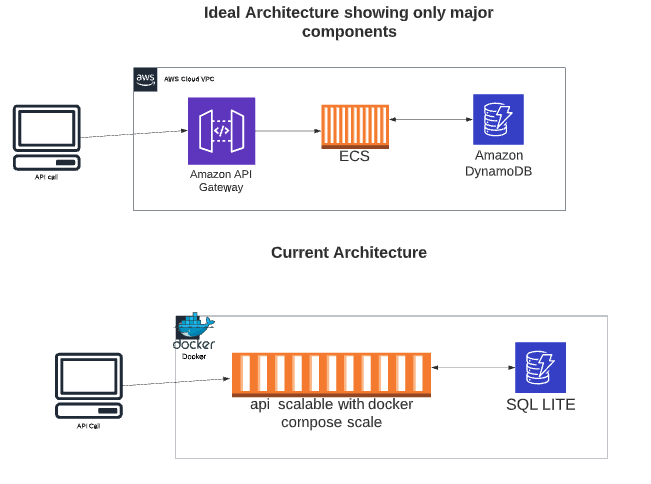 Ideal Architecture showing only major
components
aws
AWS Cloud VPC
API call
Amazon API
Gateway
ECS
Amazon
DynamoDB
Current Architecture
docker
Docker
API Call
api scalable with docker
compose scale
SQL LITE